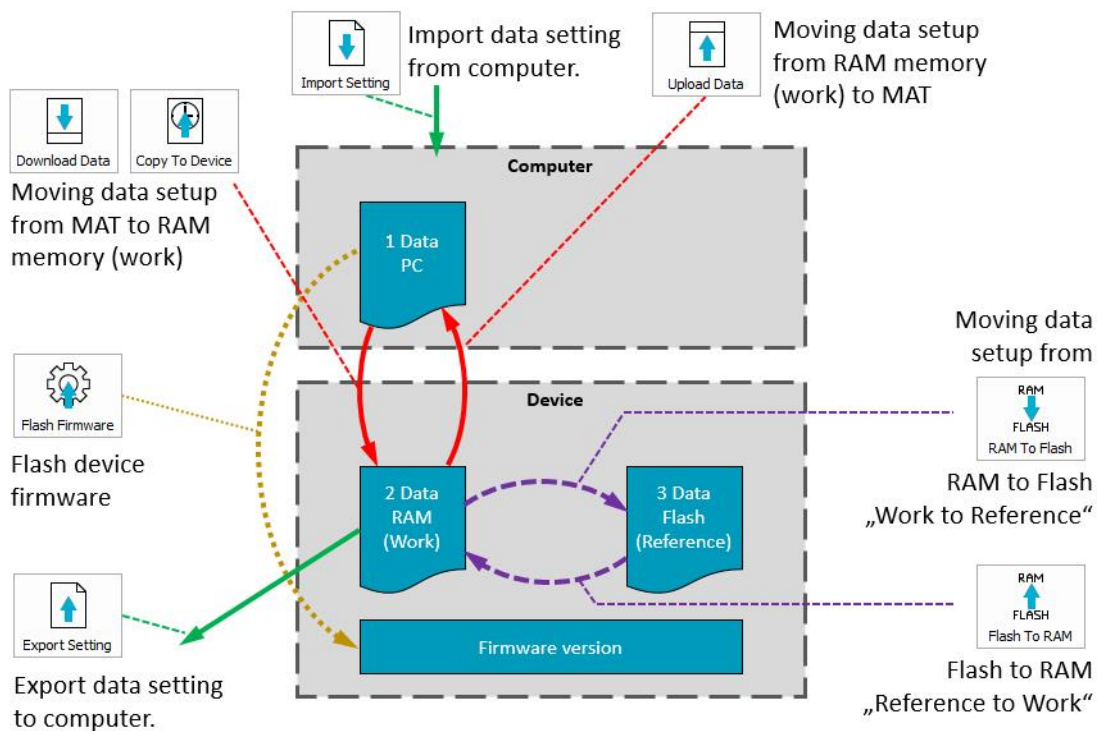 Import Setting
Import data setting
from computer.
Upload Data
Moving data setup
from RAM memory
(work) to MAT
Download Data
Copy To Device
Moving data setup
from MAT to RAM
memory (work)
Computer
1 Data
PC
Flash Firmware
Flash device
firmware
Device
2 Data
RAM
(Work)
3 Data
Flash
(Reference)
Firmware version
Moving data
setup from
RAM
FLASH
RAM To Flash
RAM to Flash
„Work to Reference“
RAM
FLASH
Flash To RAM
Flash to RAM
„Reference to Work“
Export Setting
Export data setting
to computer.